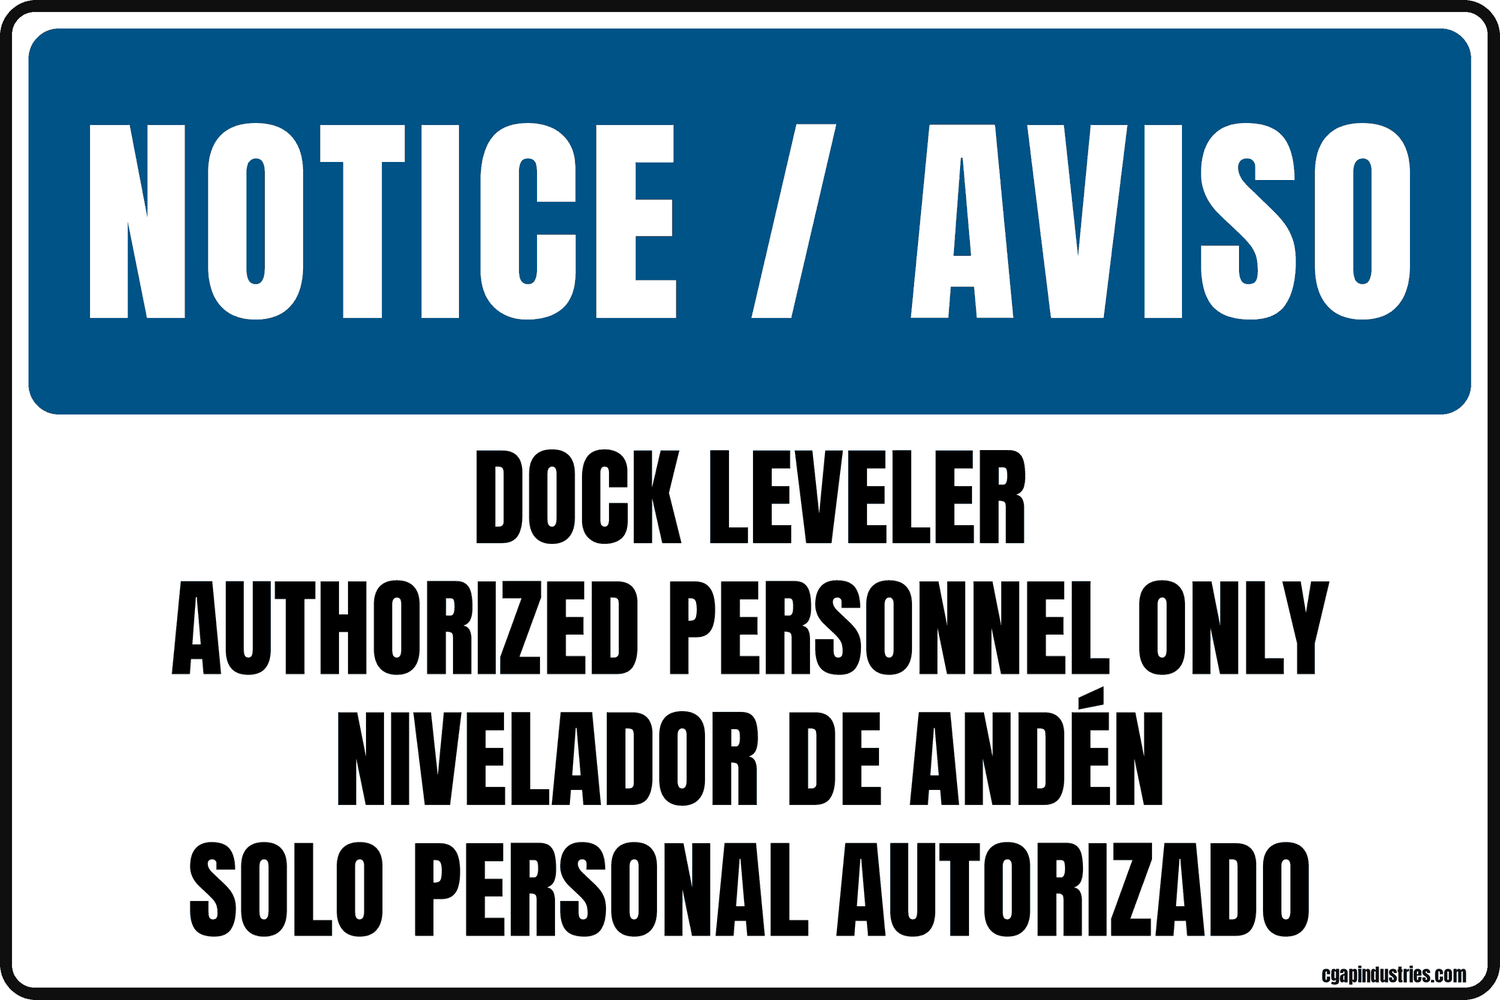 NOTICE / AVISO
DOCK LEVELER
AUTHORIZED PERSONNEL ONLY
NIVELADOR DE ANDÉN
SOLO PERSONAL AUTORIZADO
cgapindustries.com